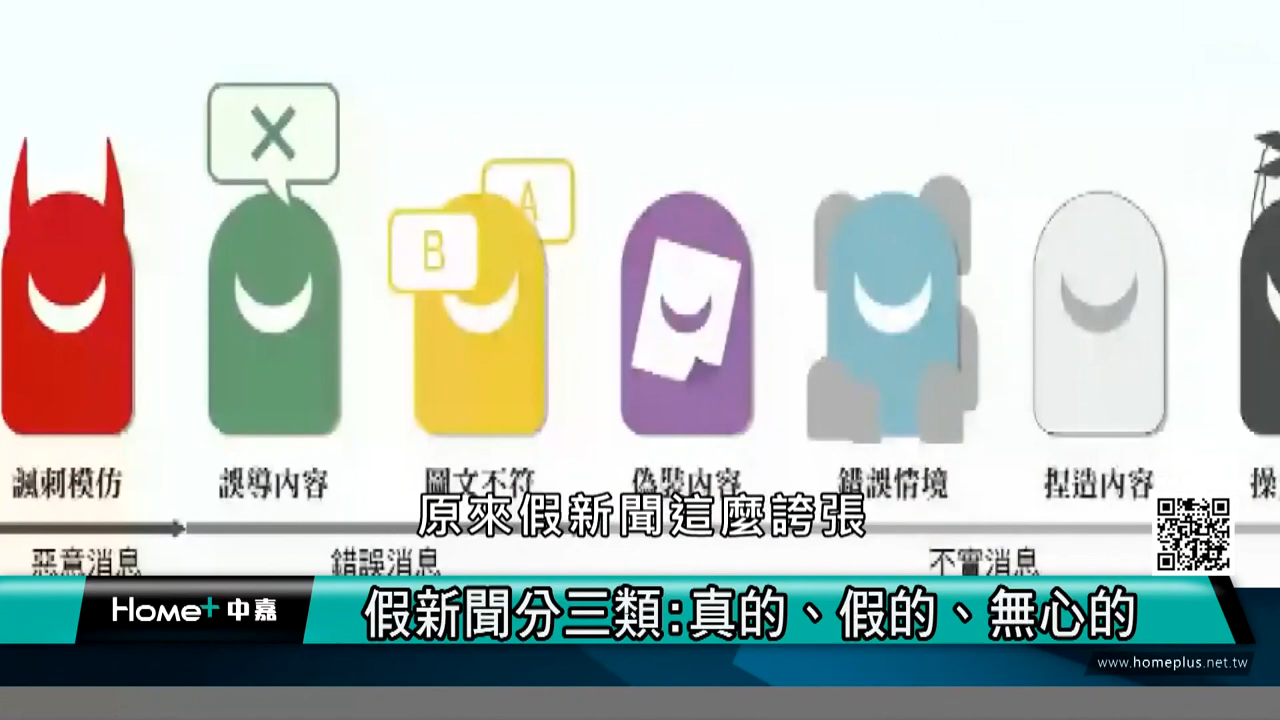 X
A
B
諷刺模仿 誤導內容 圖文不符 偽裝內容 錯誤情境 捏造內容 操
原來假新聞這麼誇張
惡意消息 錯誤消息 不實消息
Home+中嘉 假新聞分三類:真的、假的、無心的
www.homeplus.net.tw